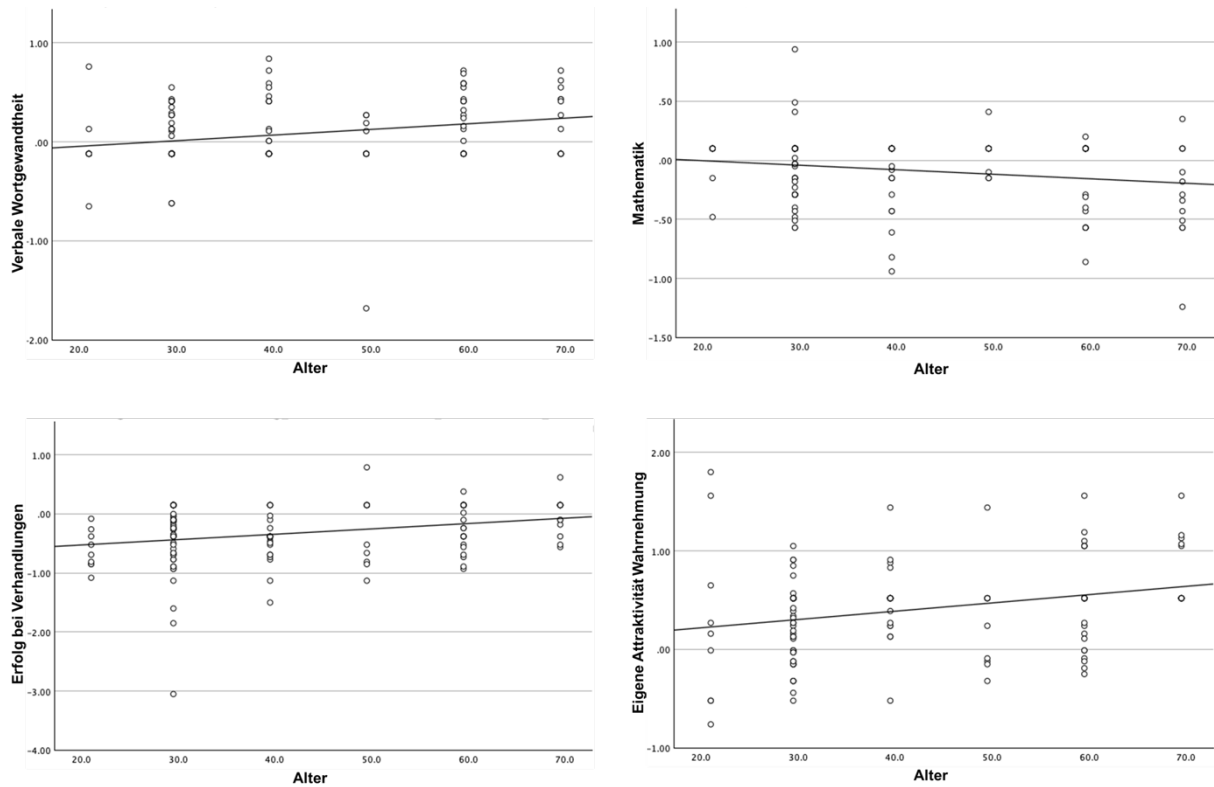 Verbale Wortgewandtheit
1.00
.00
-1.00
-2.00
20.0 30.0 40.0 50.0 60.0 70.0
Alter
Mathematik
1.00
.50
.00
-.50
-1.00
-1.50
20.0 30.0 40.0 50.0 60.0 70.0
Alter
Erfolg bei Verhandlungen
1.00
.00
-1.00
-2.00
-3.00
-4.00
20.0 30.0 40.0 50.0 60.0 70.0
Alter
Eigene Attraktivität Wahrnehmung
2.00
1.00
.00
-1.00
20.0 30.0 40.0 50.0 60.0 70.0
Alter